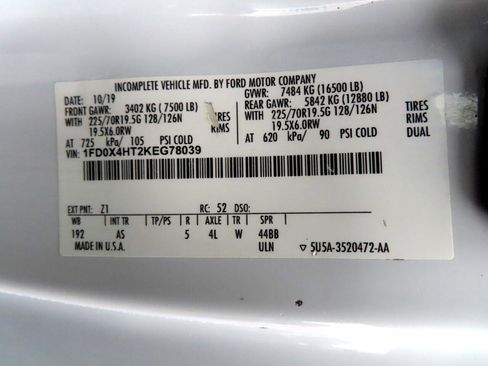 INCOMPLETE VEHICLE MFD. BY FORD MOTOR COMPANY
DATE: 10/19 GVWR: 7484 KG (16500 LB)
FRONT GAWR: 3402 KG (7500 LB) REAR GAWR: 5842 KG (12880 LB)
WITH 225/70R19.5G 128/126N TIRES WITH 225/70R19.5G 128/126N TIRES
19.5X6.0RW RIMS 19.5X6.0RW RIMS
AT 725 kPa/ 105 PSI COLD AT 620 kPa/ 90 PSI COLD DUAL
VIN: 1FD0X4HT2KEG78039
EXT PNT: Z1 RC: 52 DSO:
WB INT TR TP/PS R AXLE TR SPR
192 AS 5 4L W 44BB
MADE IN U.S.A. ULN ▽ 5U5A-3520472-AA